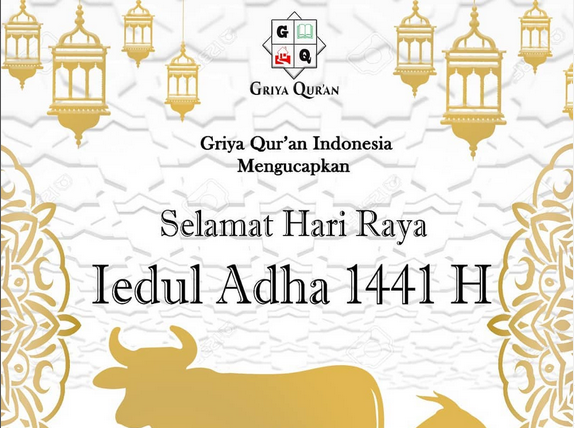 G
Q
GRIYA QUR'AN
Griya Qur'an Indonesia
Mengucapkan
Selamat Hari Raya
Iedul Adha 1441 H